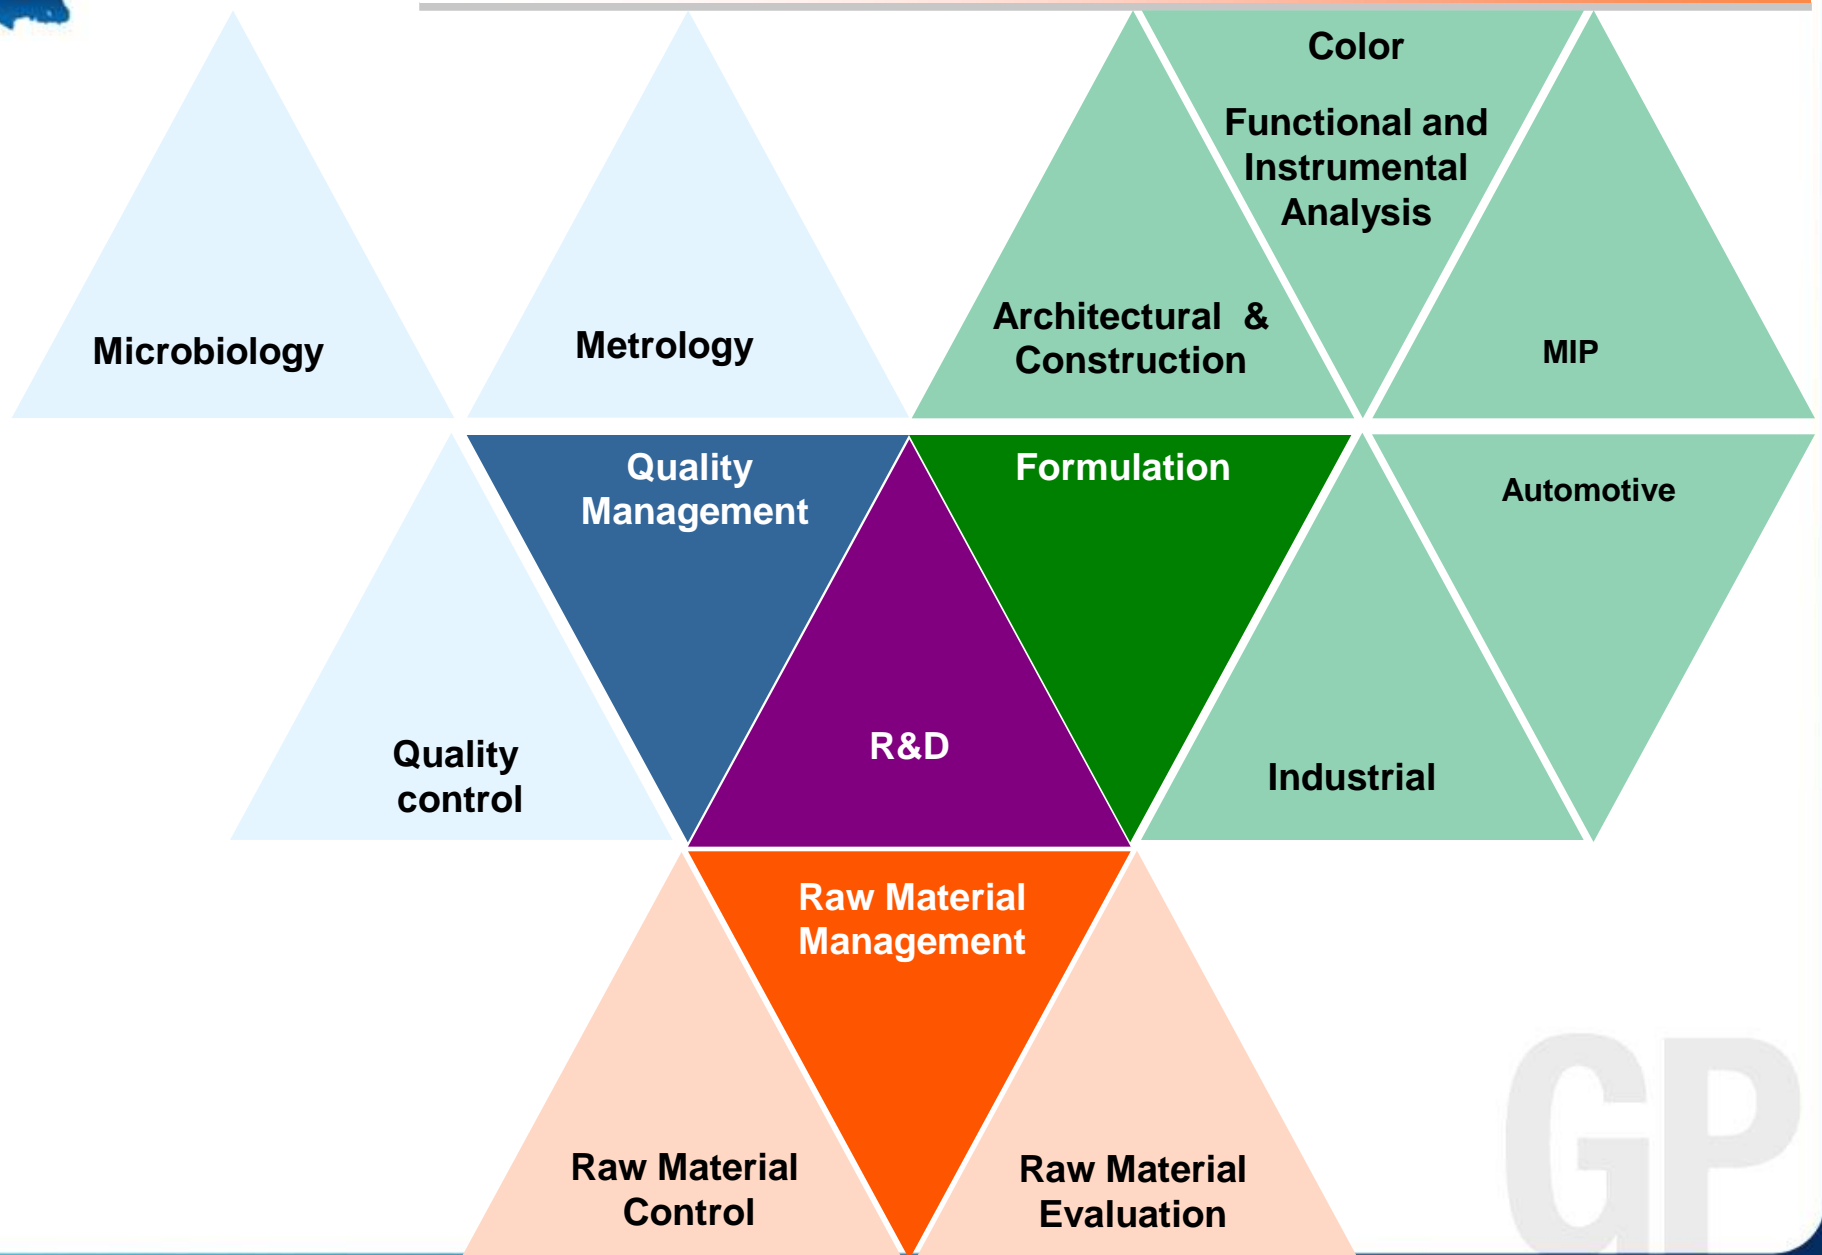 Color
Functional and
Instrumental
Analysis
Microbiology
Metrology
Architectural &
Construction
MIP
Quality
Management
Formulation
Automotive
Quality
control
R&D
Industrial
Raw Material
Management
Raw Material
Control
Raw Material
Evaluation
GP